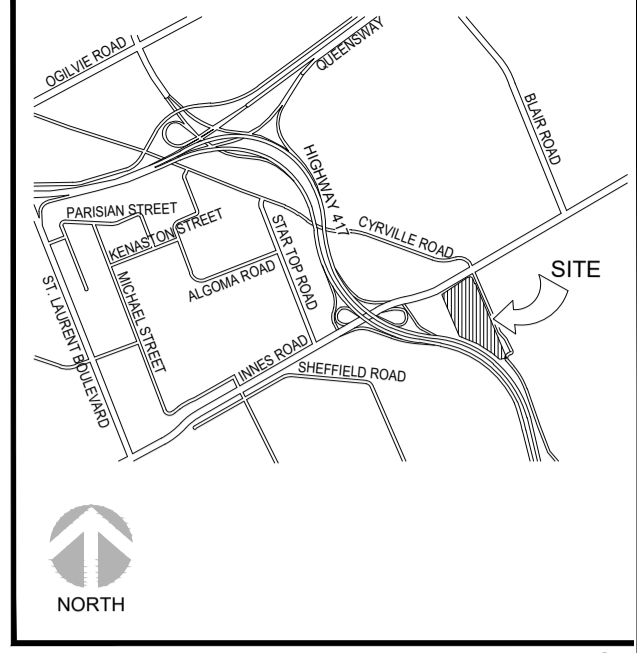 OGILVIE ROAD
QUEENSWAY
BLAIR ROAD
HIGHWAY 417
PARISIAN STREET
KENASTON STREET
CYRVILLE ROAD
STAR TOP ROAD
SITE
ALGOMA ROAD
MICHAEL STREET
ST. LAURENT BOULEVARD
INNES ROAD
SHEFFIELD ROAD
NORTH